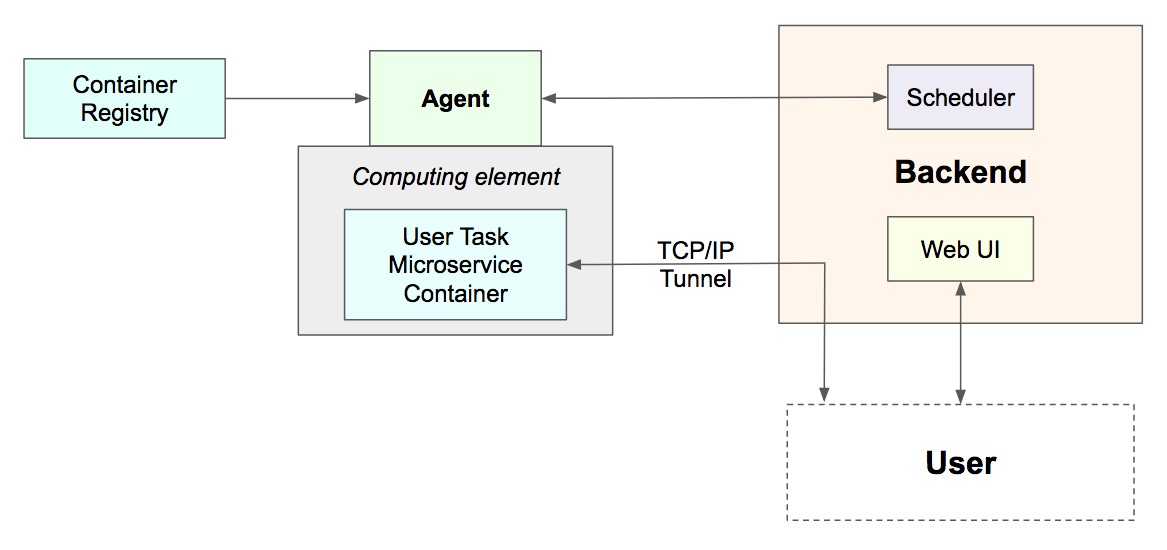 Container
Registry
Agent
Scheduler
Computing element
Backend
User Task
Microservice
Container
TCP/IP
Tunnel
Web UI
User